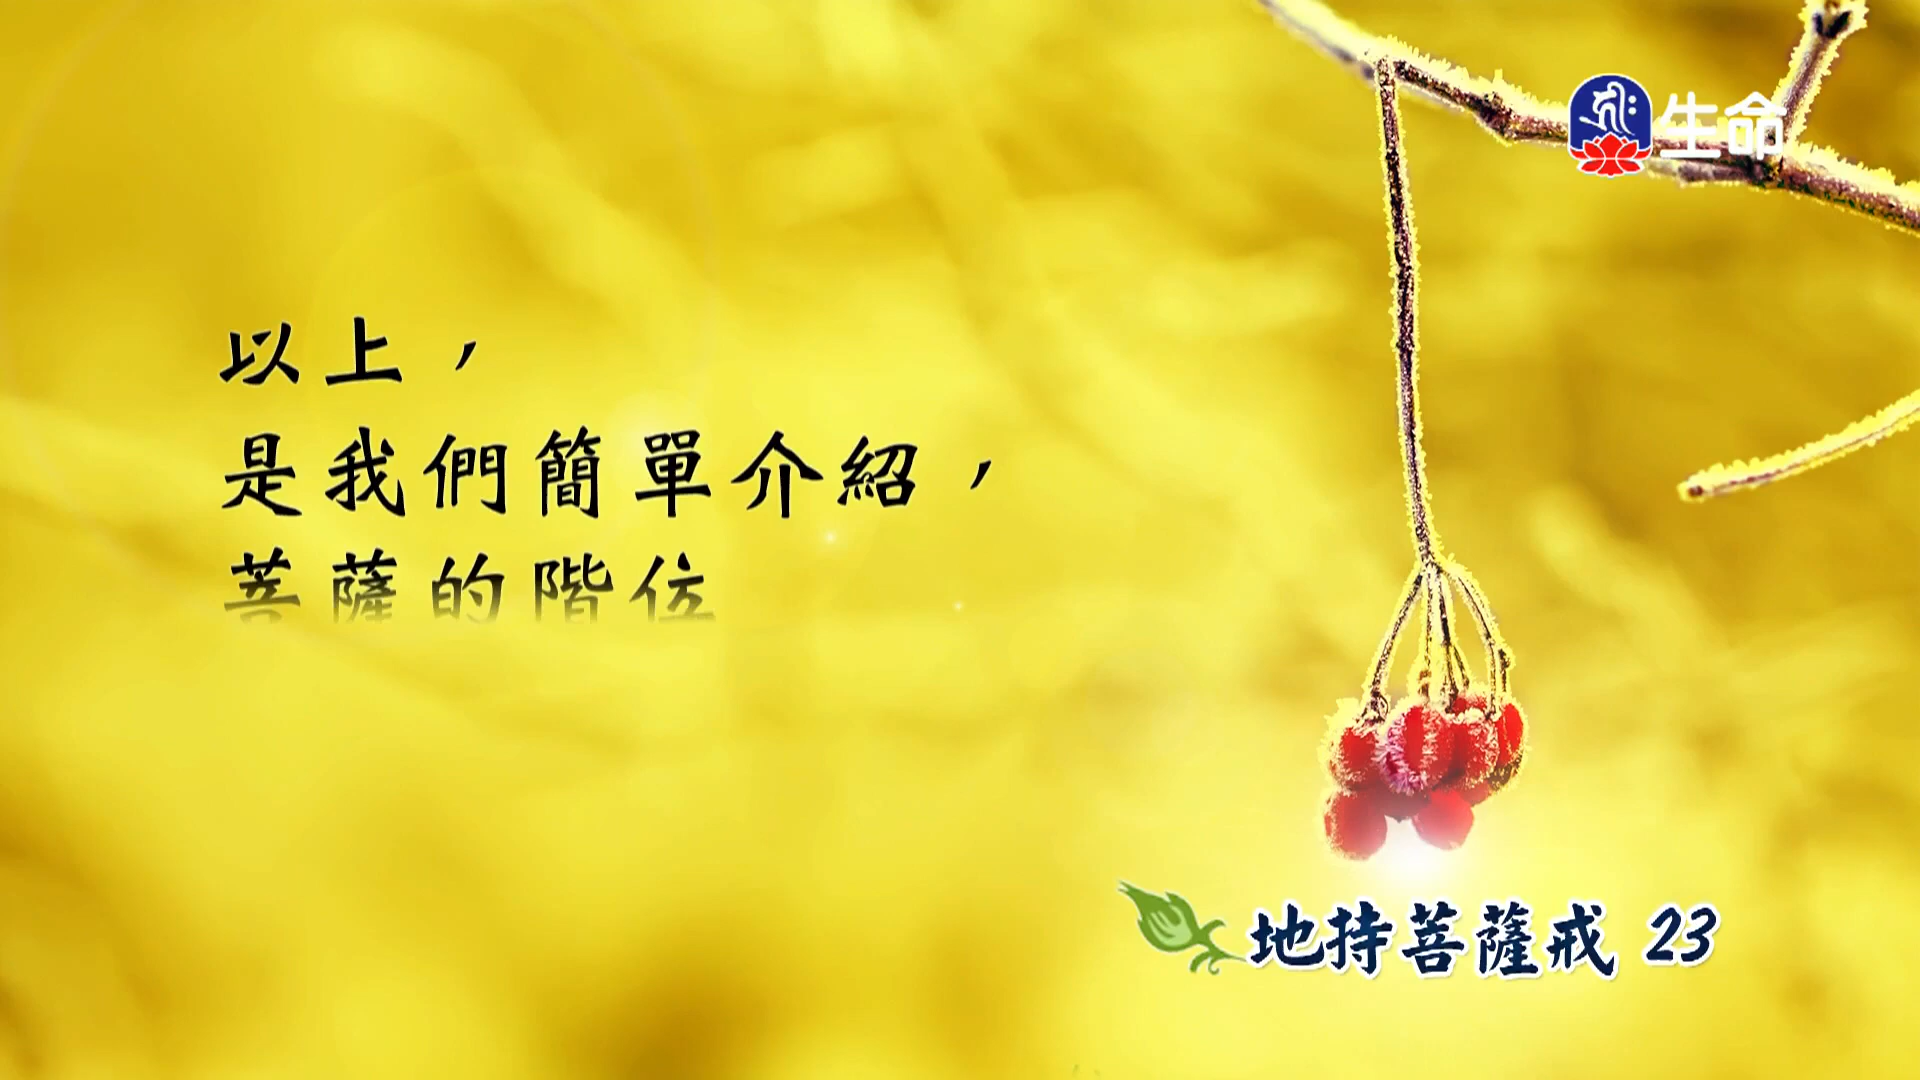 生命
以上，
是我們簡單介紹，
菩薩的階位
地持菩薩戒 23